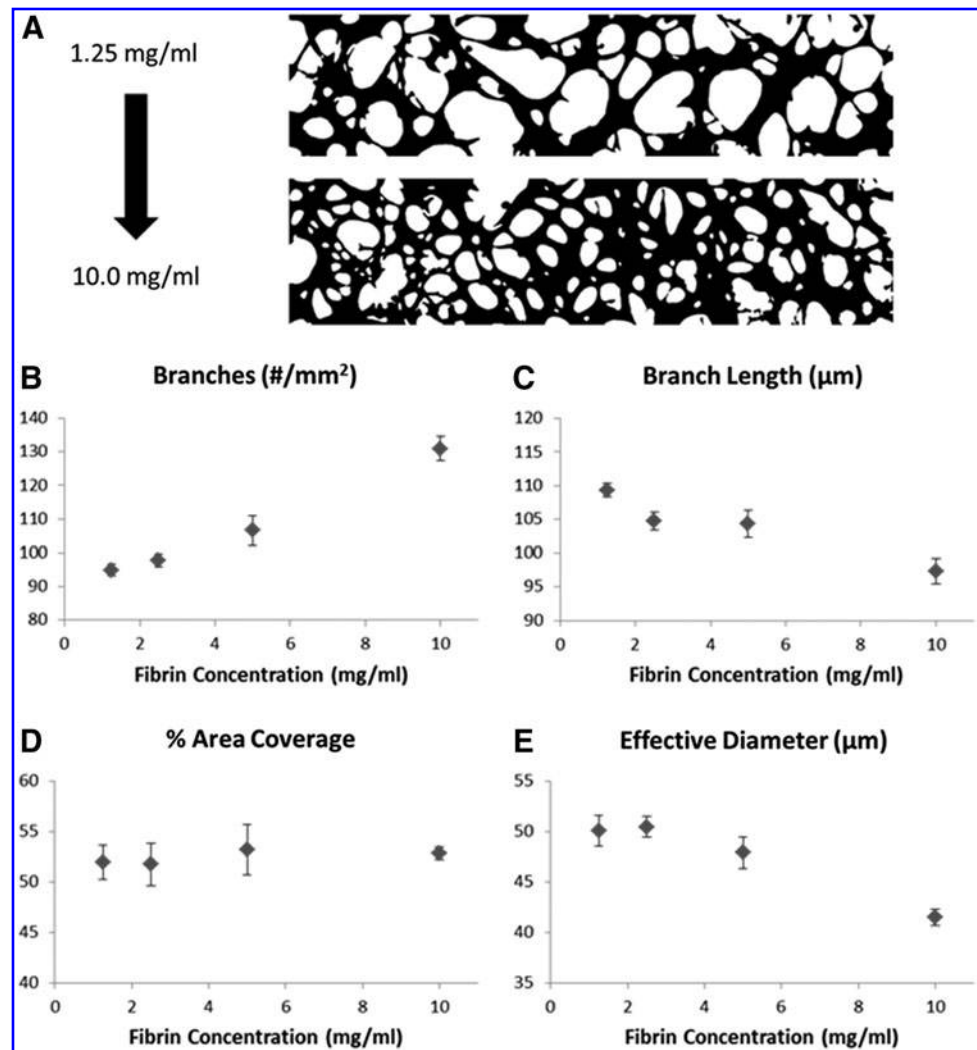 A
1.25 mg/ml
10.0 mg/ml
B
Branches (#/mm²)
140
130
120
110
100
90
80
0 2 4 6 8 10
Fibrin Concentration (mg/ml)
C
Branch Length (μm)
120
115
110
105
100
95
90
0 2 4 6 8 10
Fibrin Concentration (mg/ml)
D
% Area Coverage
60
55
50
45
40
0 2 4 6 8 10
Fibrin Concentration (mg/ml)
E
Effective Diameter (μm)
55
50
45
40
35
0 2 4 6 8 10
Fibrin Concentration (mg/ml)